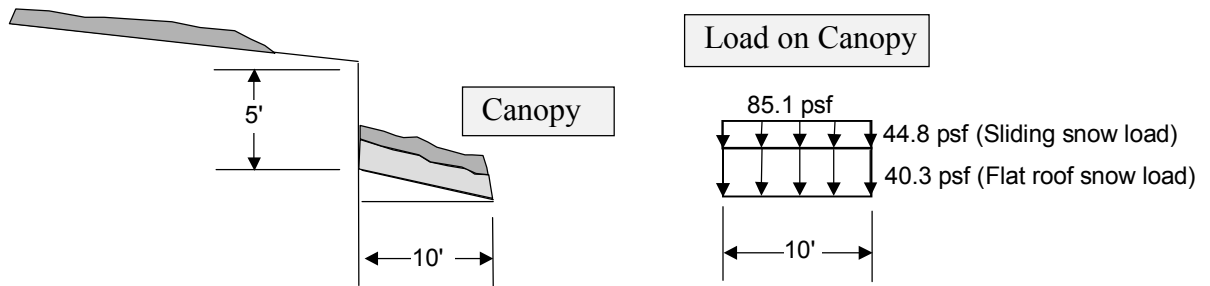 Load on Canopy
5'
Canopy
85.1 psf
44.8 psf (Sliding snow load)
40.3 psf (Flat roof snow load)
10'
10'